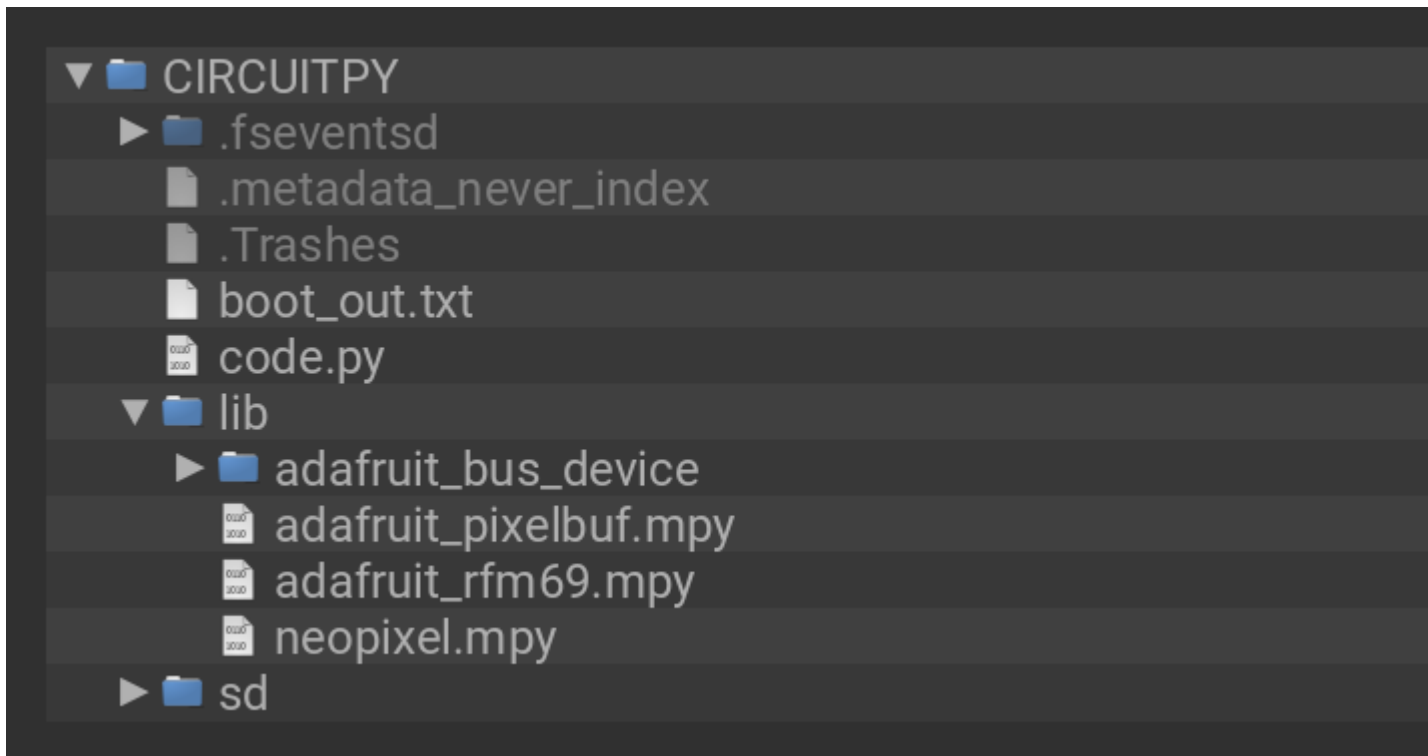 CIRCUITPY
.fseventsd
.metadata_never_index
.Trashes
boot_out.txt
code.py
lib
adafruit_bus_device
adafruit_pixelbuf.mpy
adafruit_rfm69.mpy
neopixel.mpy
sd